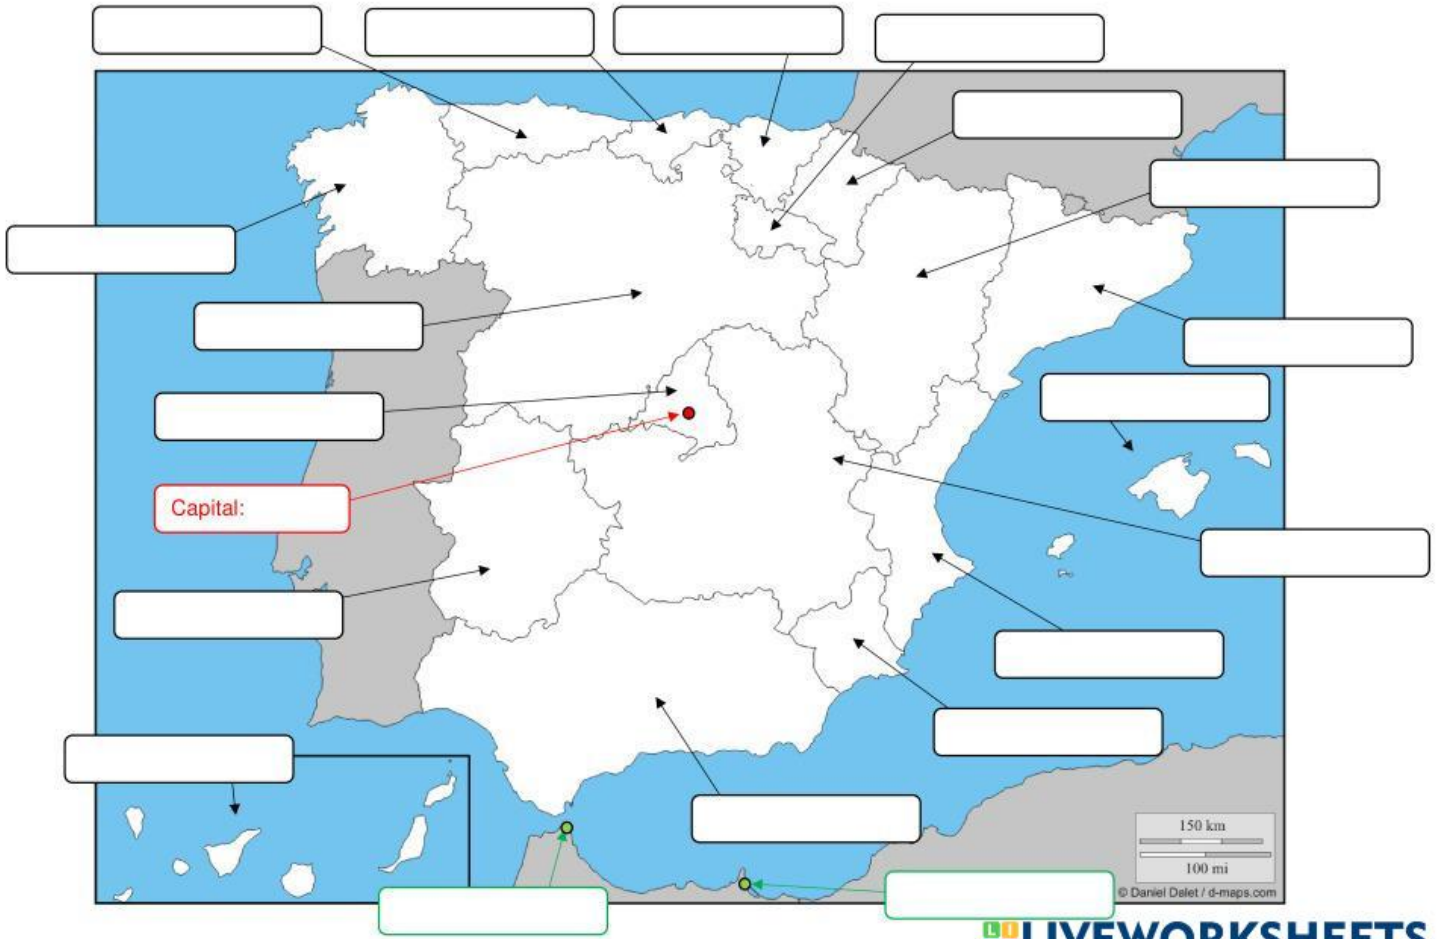 Capital:
150 km
100 mi
© Daniel Dalet / d-maps.com
LIVEWORKSHEETS